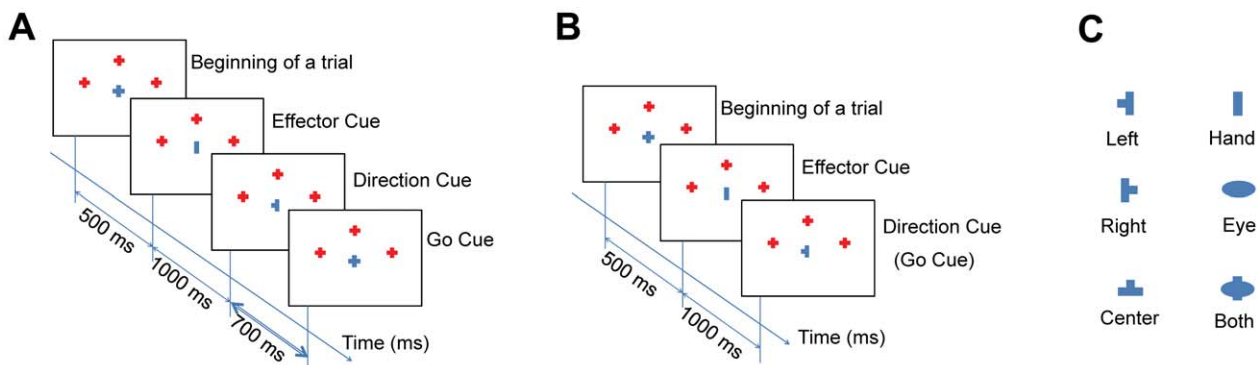 A
Beginning of a trial
Effector Cue
Direction Cue
Go Cue
500 ms
1000 ms
700 ms
Time (ms)
B
Beginning of a trial
Effector Cue
Direction Cue
(Go Cue)
500 ms
1000 ms
Time (ms)
C
Left Hand
Right Eye
Center Both